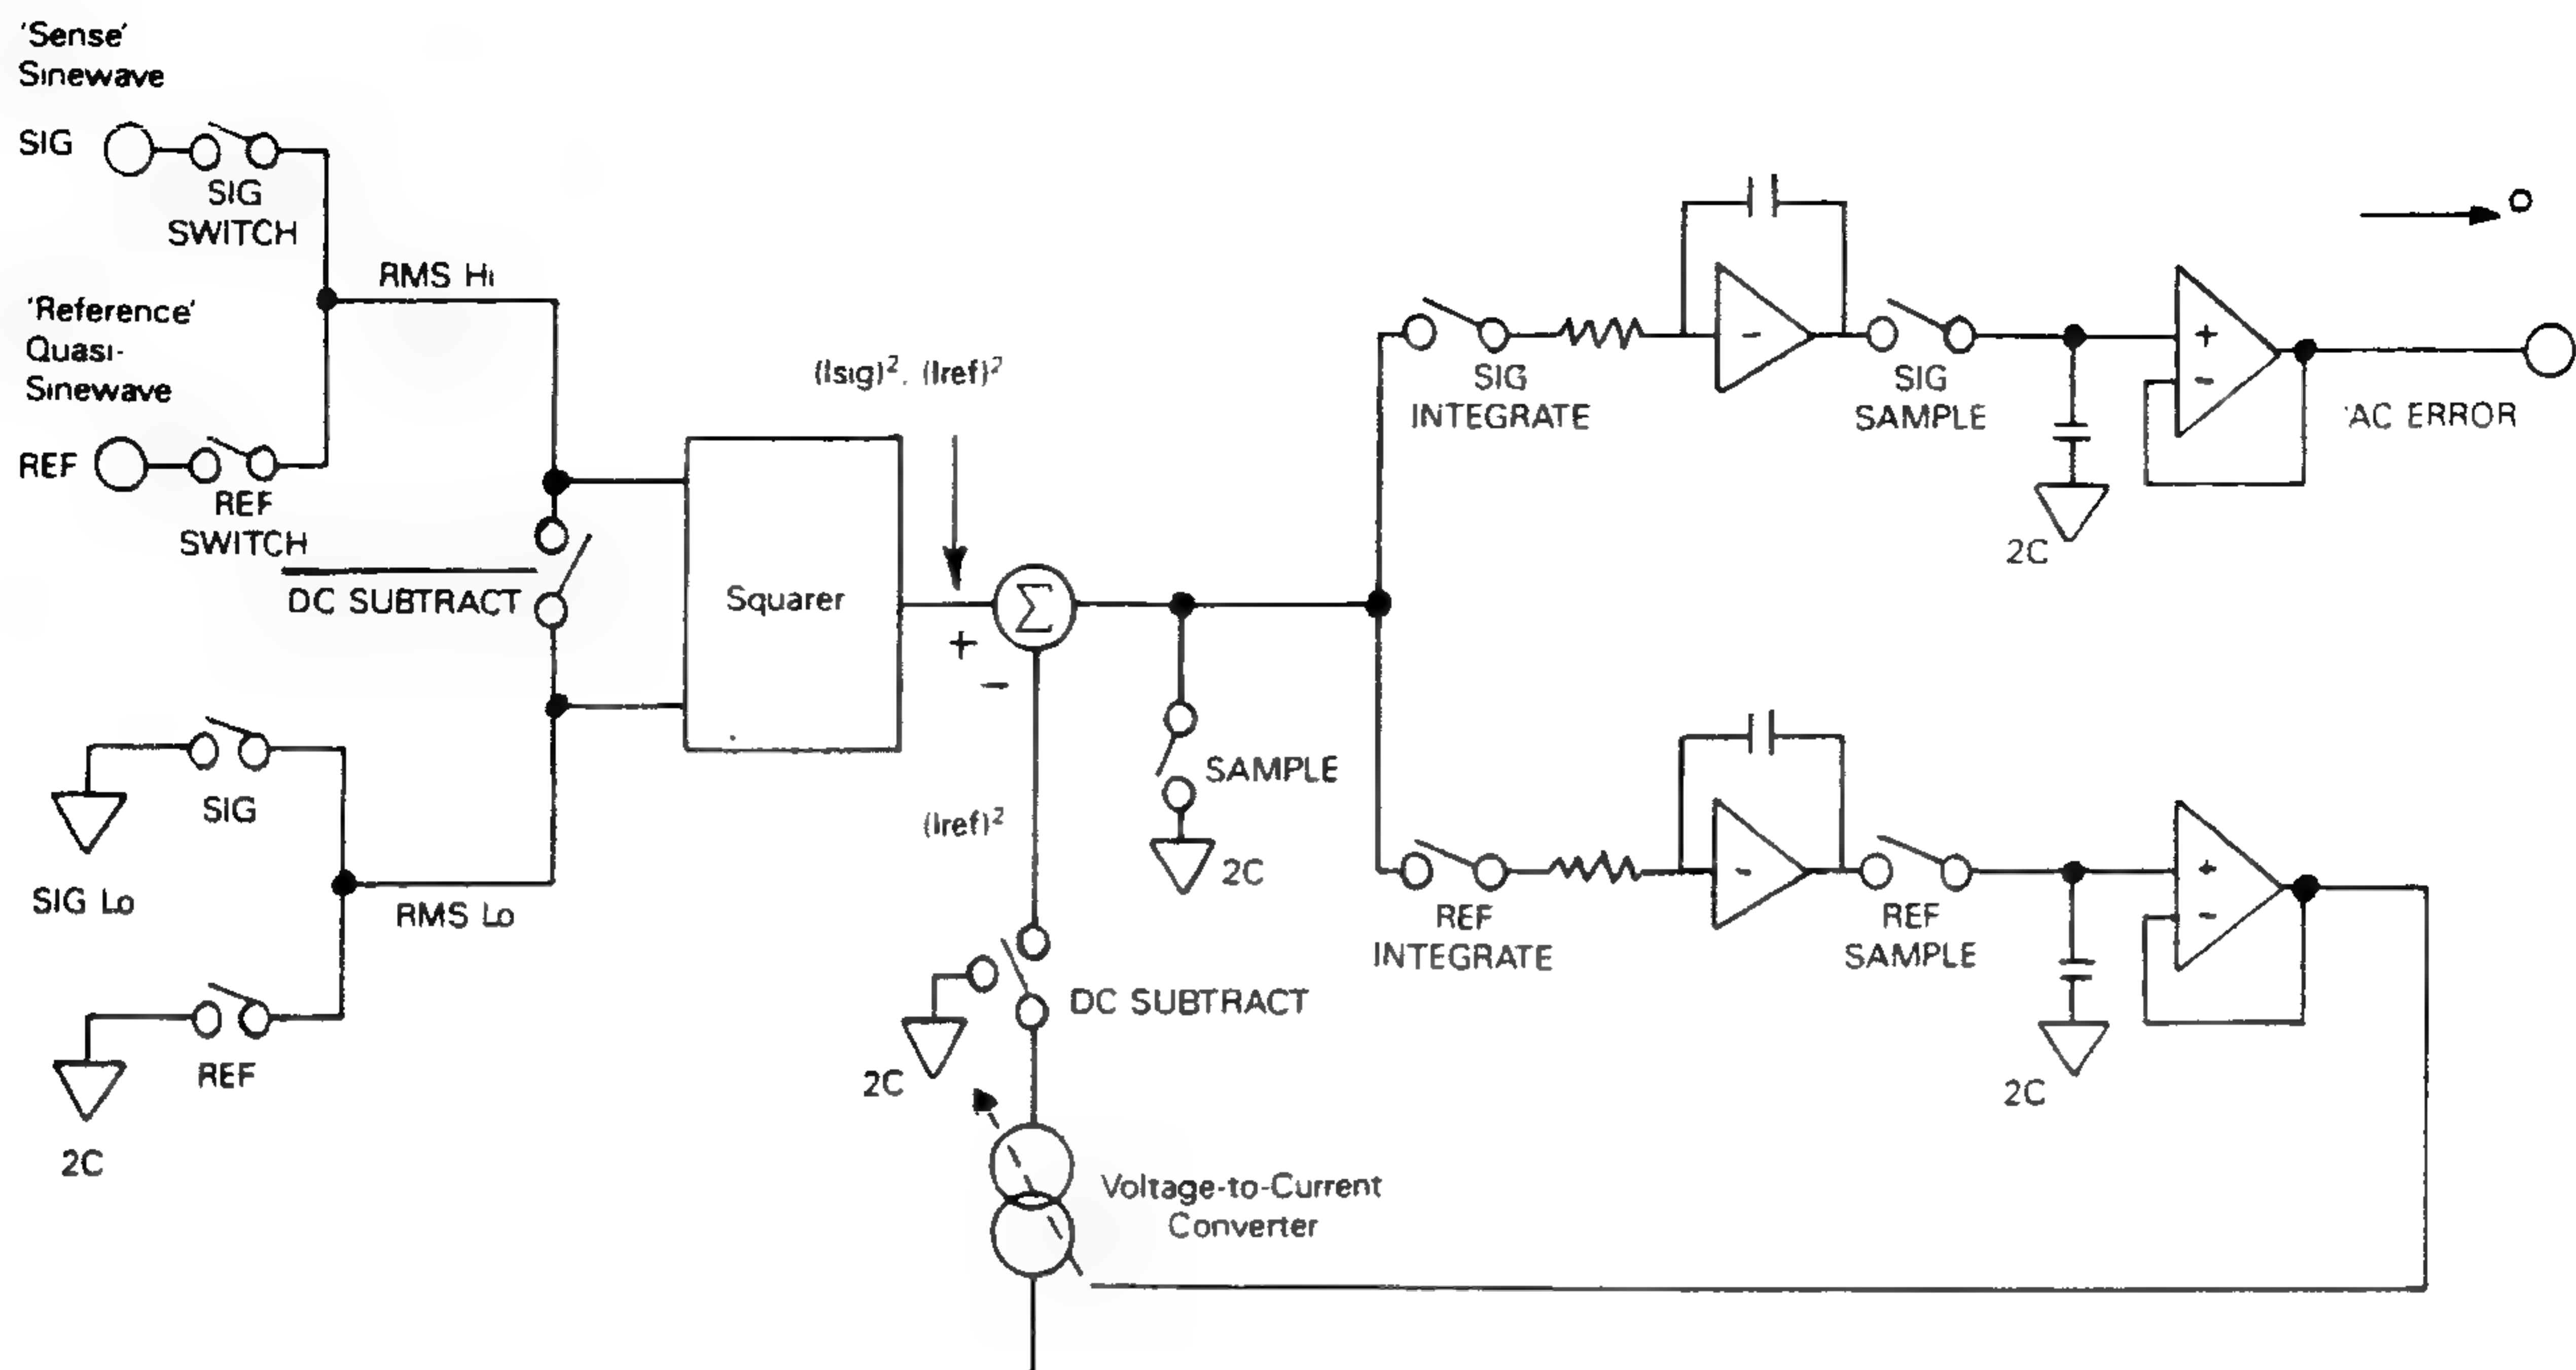 'Sense'
Sinewave
SIG
SIG
SWITCH
RMS Hi
'Reference'
Quasi-
Sinewave
REF
REF
SWITCH
DC SUBTRACT
SIG
SIG Lo
RMS Lo
REF
2C
(Isig)², (Iref)²
Squarer
+
−
Σ
(Iref)²
SAMPLE
2C
DC SUBTRACT
2C
Voltage-to-Current
Converter
SIG
INTEGRATE
-
SIG
SAMPLE
2C
+
-
o
'AC ERROR
REF
INTEGRATE
-
REF
SAMPLE
2C
+
-